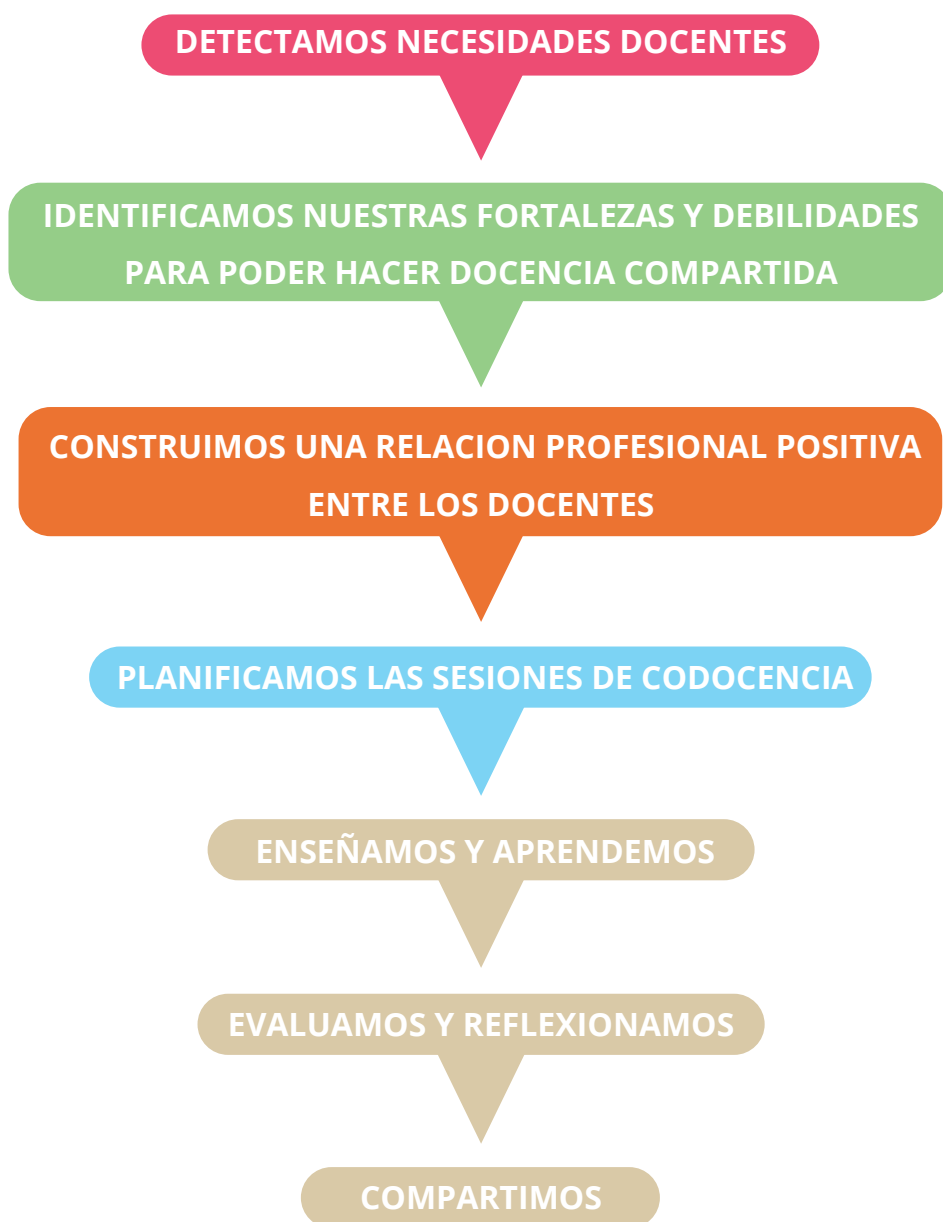 DETECTAMOS NECESIDADES DOCENTES
IDENTIFICAMOS NUESTRAS FORTALEZAS Y DEBILIDADES
PARA PODER HACER DOCENCIA COMPARTIDA
CONSTRUIMOS UNA RELACION PROFESIONAL POSITIVA
ENTRE LOS DOCENTES
PLANIFICAMOS LAS SESIONES DE CODOCENCIA
ENSEÑAMOS Y APRENDEMOS
EVALUAMOS Y REFLEXIONAMOS
COMPARTIMOS